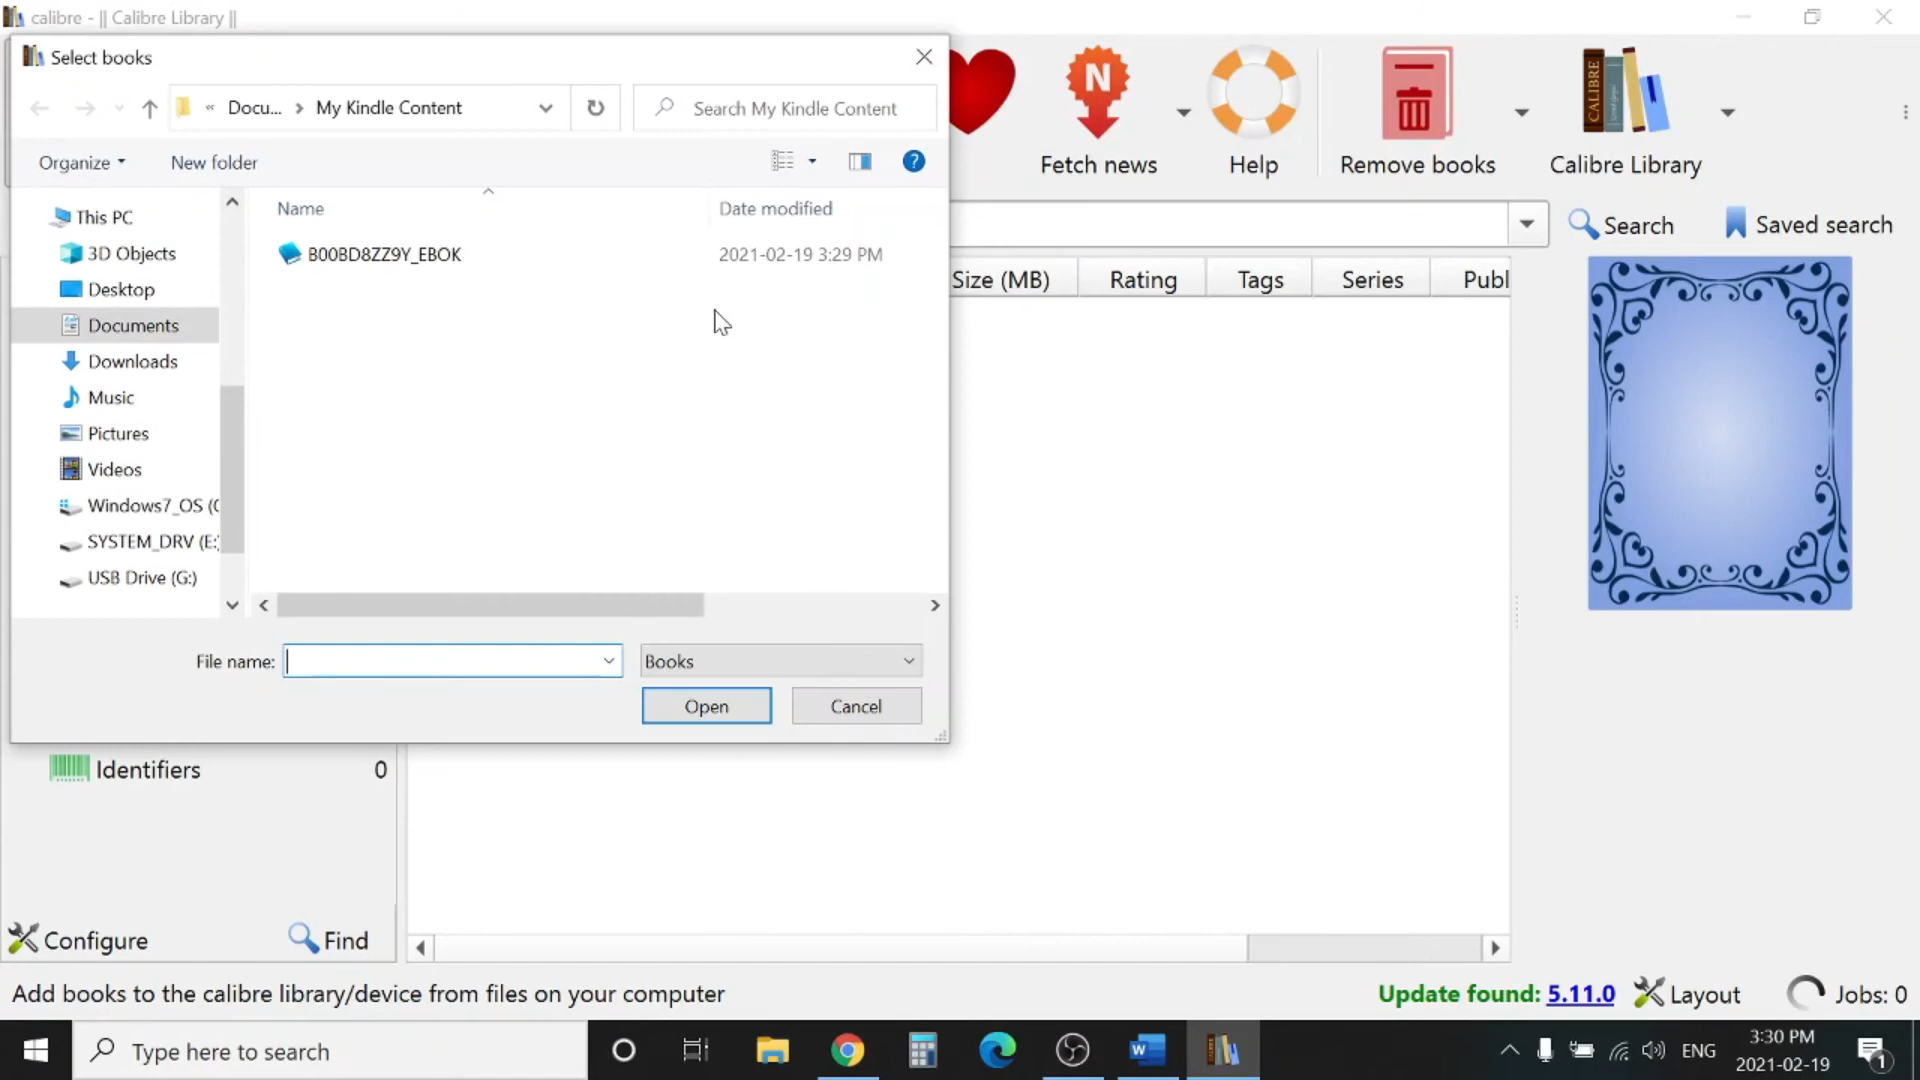 calibre - || Calibre Library ||
Select books
« Docu... > My Kindle Content
Search My Kindle Content
Organize
New folder
Name
Date modified
This PC
3D Objects
Desktop
Documents
Downloads
Music
Pictures
Videos
Windows7_OS (C
SYSTEM_DRV (E:
USB Drive (G:)
B00BD8ZZ9Y_EBOK
2021-02-19 3:29 PM
File name:
Books
Open
Cancel
N
Fetch news
Help
Remove books
CALIBRE
Calibre Library
Search
Saved search
Size (MB)
Rating
Tags
Series
Publ
Identifiers
0
Configure
Find
Add books to the calibre library/device from files on your computer
Update found: 5.11.0
Layout
Jobs: 0
Type here to search
W
ENG
3:30 PM
2021-02-19
1